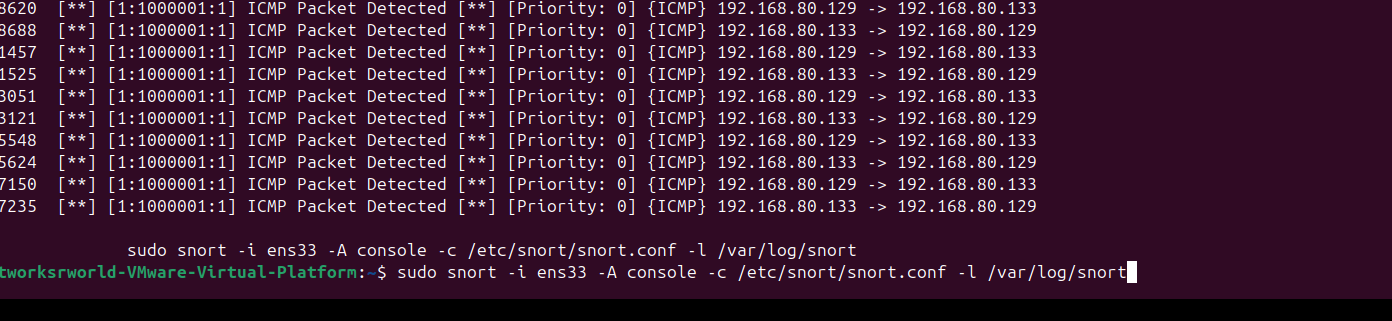 8620 [**] [1:1000001:1] ICMP Packet Detected [**] [Priority: 0] {ICMP} 192.168.80.129 -> 192.168.80.133
8688 [**] [1:1000001:1] ICMP Packet Detected [**] [Priority: 0] {ICMP} 192.168.80.133 -> 192.168.80.129
1457 [**] [1:1000001:1] ICMP Packet Detected [**] [Priority: 0] {ICMP} 192.168.80.129 -> 192.168.80.133
1525 [**] [1:1000001:1] ICMP Packet Detected [**] [Priority: 0] {ICMP} 192.168.80.133 -> 192.168.80.129
3051 [**] [1:1000001:1] ICMP Packet Detected [**] [Priority: 0] {ICMP} 192.168.80.129 -> 192.168.80.133
3121 [**] [1:1000001:1] ICMP Packet Detected [**] [Priority: 0] {ICMP} 192.168.80.133 -> 192.168.80.129
5548 [**] [1:1000001:1] ICMP Packet Detected [**] [Priority: 0] {ICMP} 192.168.80.129 -> 192.168.80.133
5624 [**] [1:1000001:1] ICMP Packet Detected [**] [Priority: 0] {ICMP} 192.168.80.133 -> 192.168.80.129
7150 [**] [1:1000001:1] ICMP Packet Detected [**] [Priority: 0] {ICMP} 192.168.80.129 -> 192.168.80.133
7235 [**] [1:1000001:1] ICMP Packet Detected [**] [Priority: 0] {ICMP} 192.168.80.133 -> 192.168.80.129
sudo snort -i ens33 -A console -c /etc/snort/snort.conf -l /var/log/snort
tworksrworld-VMware-Virtual-Platform:~$ sudo snort -i ens33 -A console -c /etc/snort/snort.conf -l /var/log/snort